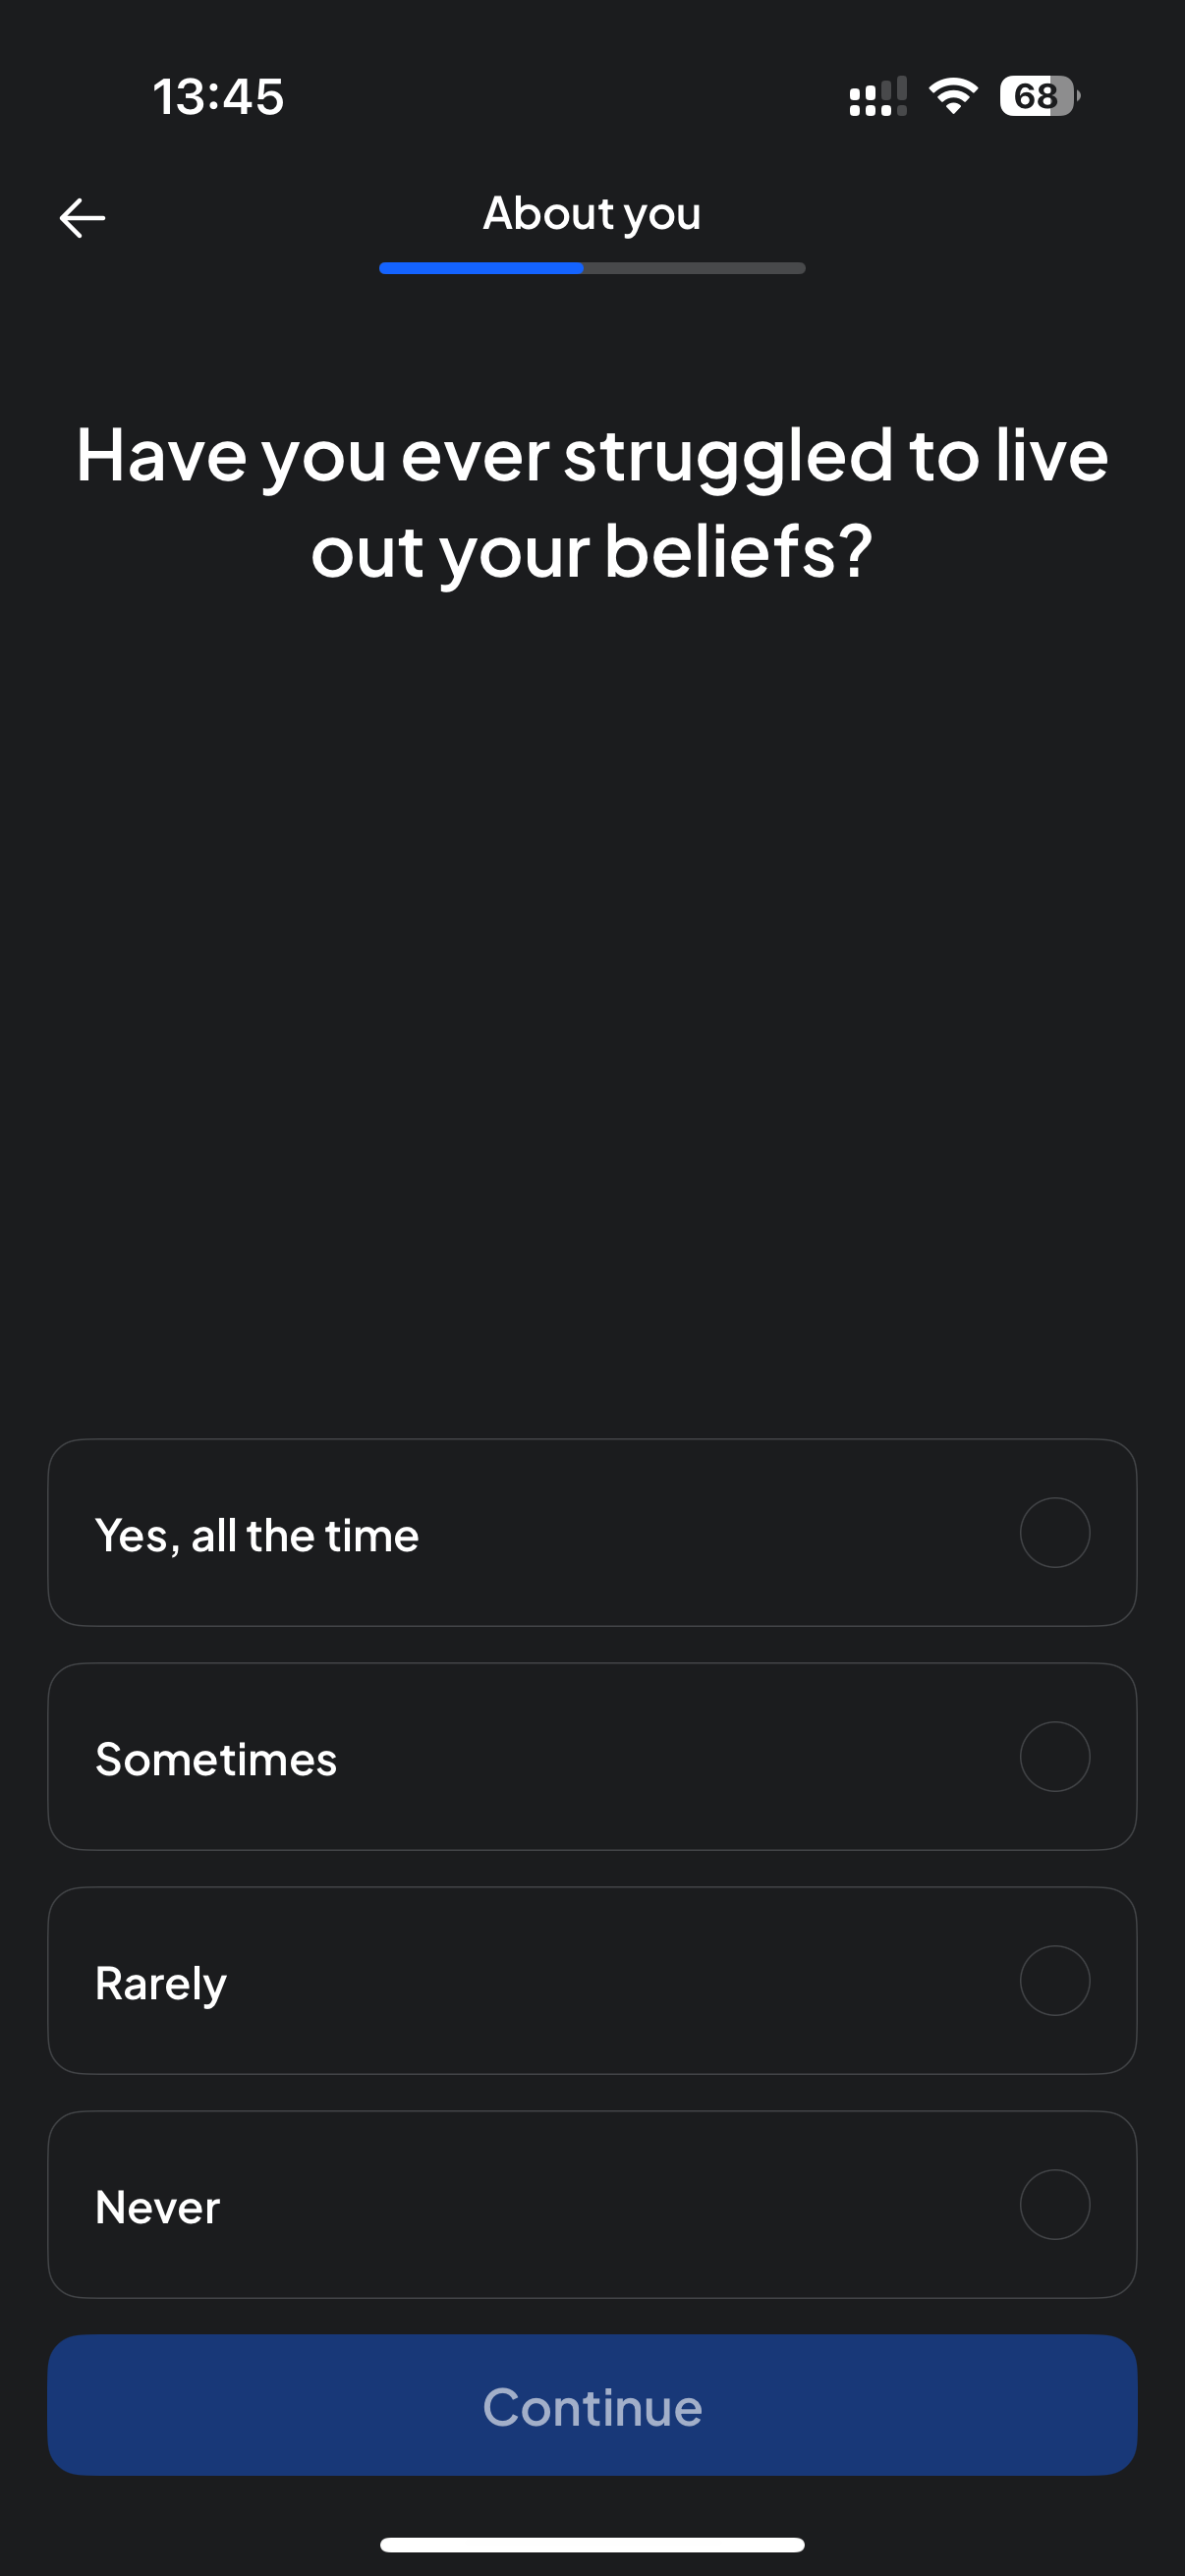 13:45
68
About you
Have you ever struggled to live
out your beliefs?
Yes, all the time
Sometimes
Rarely
Never
Continue